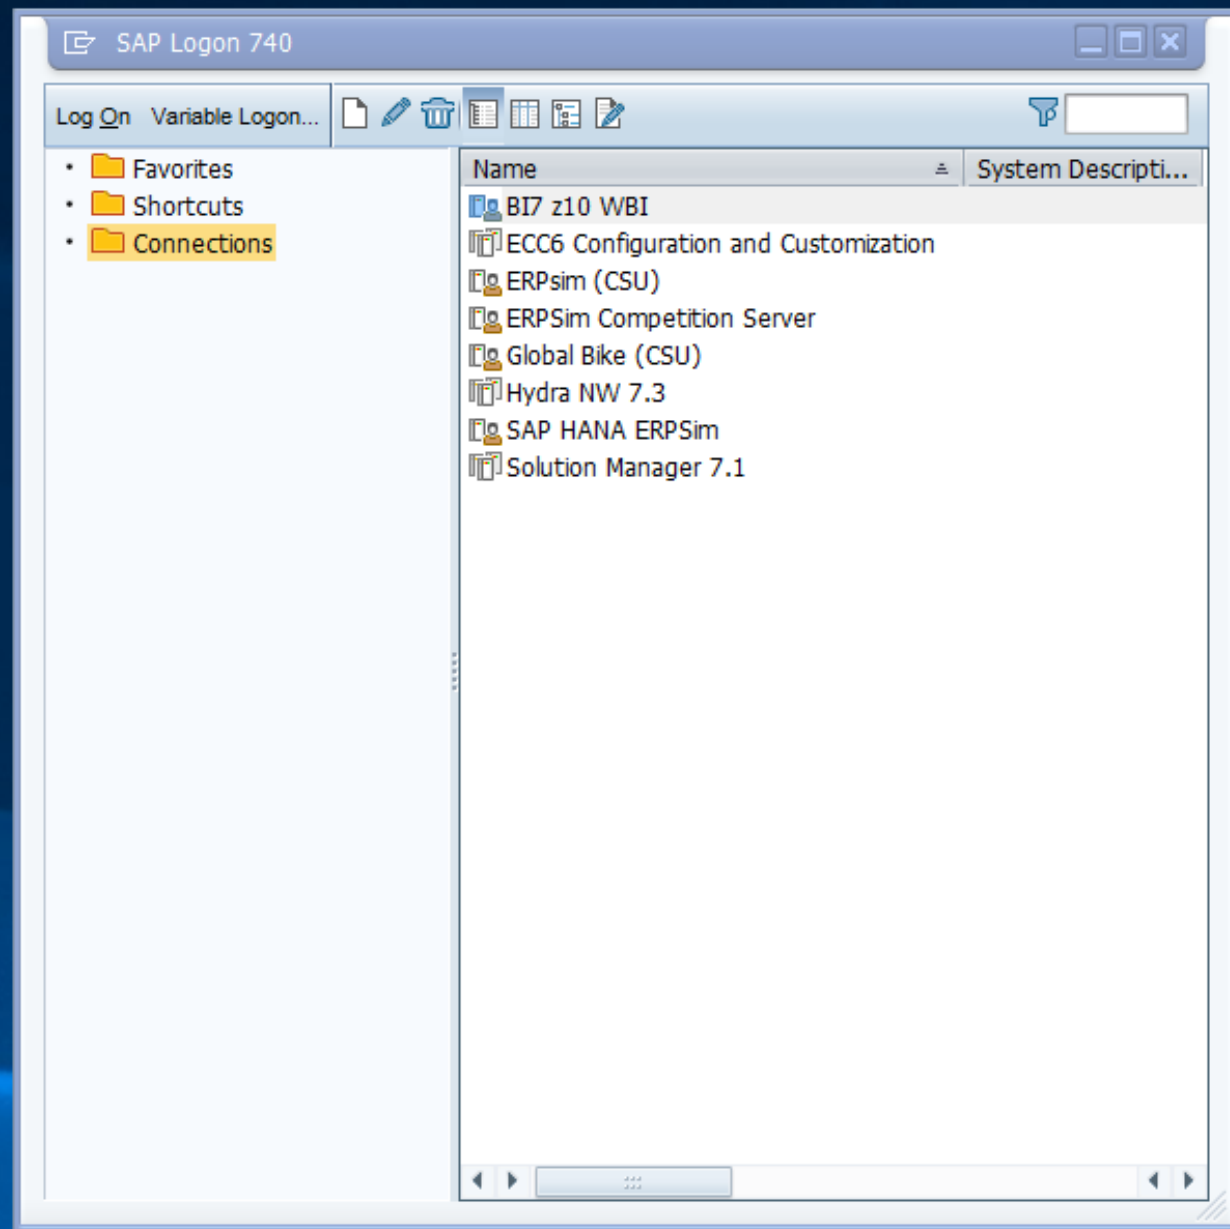 SAP Logon 740
Log On Variable Logon...
Favorites
Shortcuts
Connections
Name System Descripti...
BI7 z10 WBI
ECC6 Configuration and Customization
ERPsim (CSU)
ERPSim Competition Server
Global Bike (CSU)
Hydra NW 7.3
SAP HANA ERPSim
Solution Manager 7.1